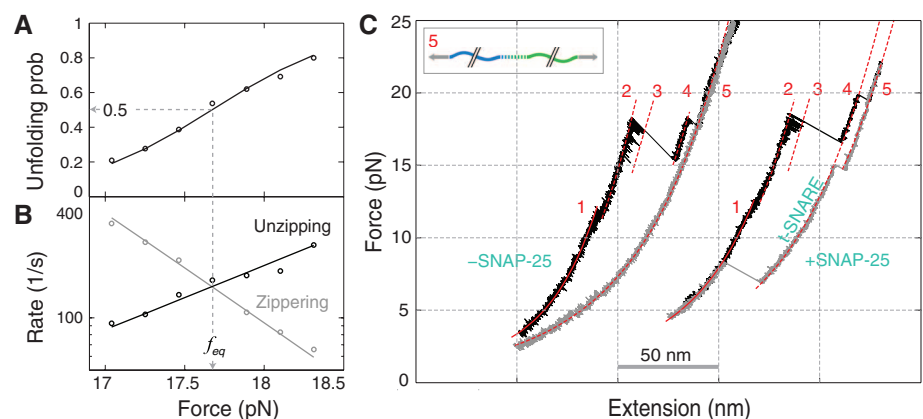 A
Unfolding prob
1
0.8
0.6
0.4
0.2
0
0.5
B
Rate (1/s)
400
100
Unzipping
Zippering
f_eq
17
17.5
18
18.5
Force (pN)
C
Force (pN)
25
20
15
10
5
0
5
2
3
4
5
1
–SNAP-25
2
3
4
5
1
t-SNARE
+SNAP-25
50 nm
Extension (nm)